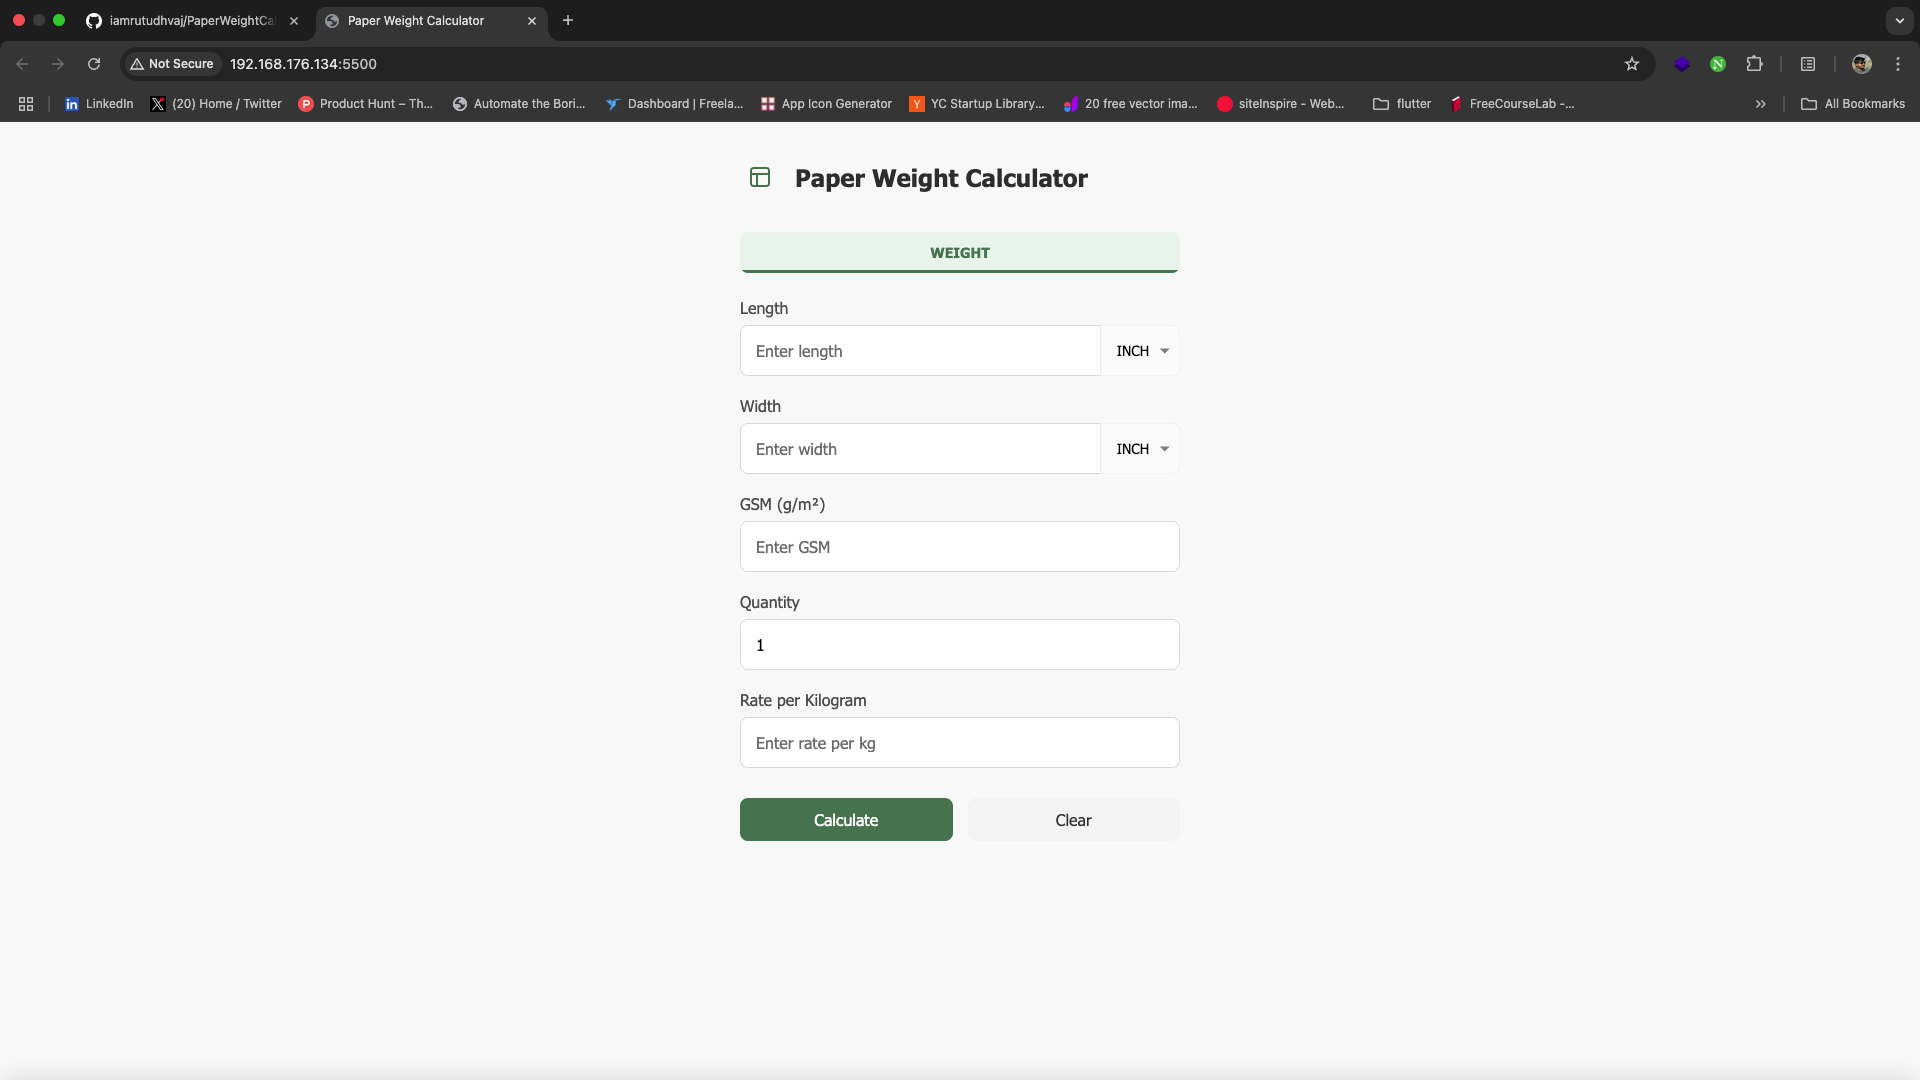 iamrutudhvaj/PaperWeightCa
Paper Weight Calculator
Not Secure
192.168.176.134:5500
LinkedIn
(20) Home / Twitter
Product Hunt – Th...
Automate the Bori...
Dashboard | Freela...
App Icon Generator
YC Startup Library...
20 free vector ima...
siteInspire - Web...
flutter
FreeCourseLab -...
All Bookmarks
Paper Weight Calculator
WEIGHT
Length
Enter length
INCH
Width
Enter width
INCH
GSM (g/m²)
Enter GSM
Quantity
1
Rate per Kilogram
Enter rate per kg
Calculate
Clear